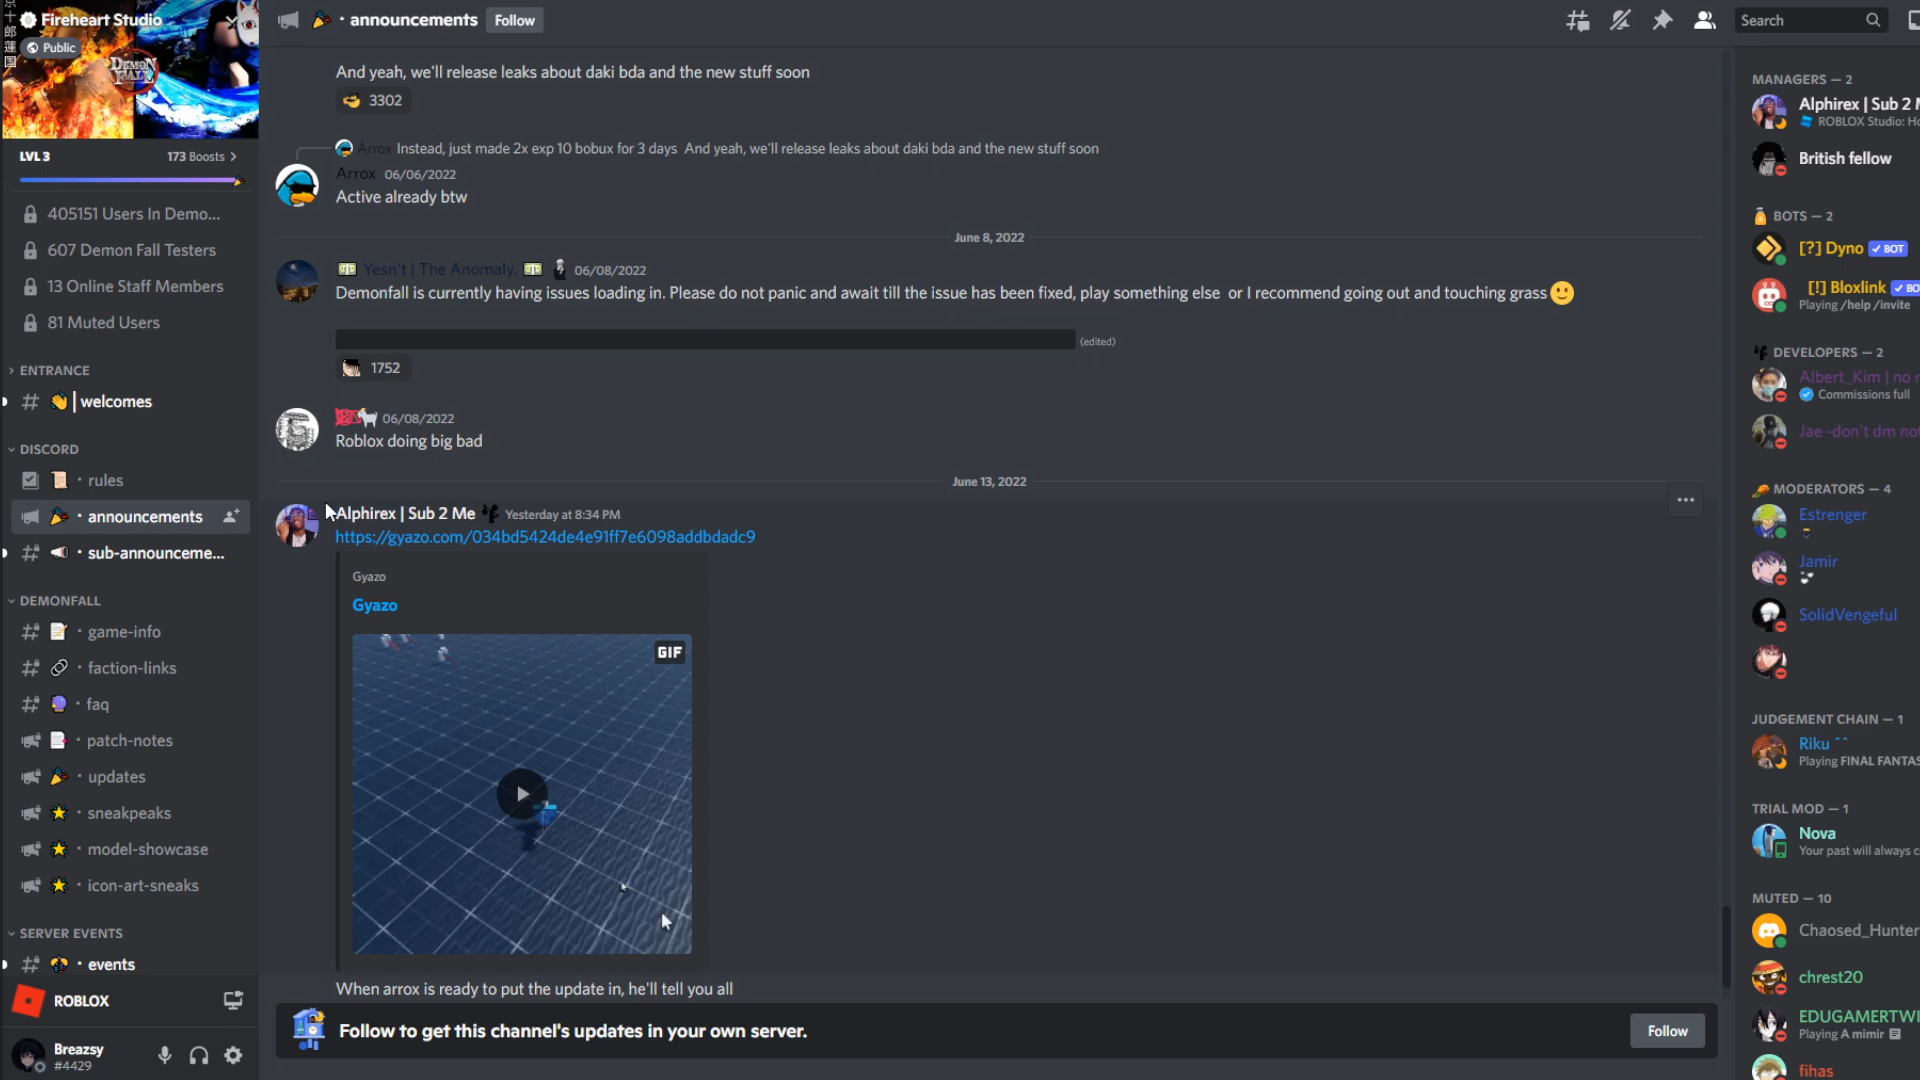 Fireheart Studio
Public
DEMON
FALL
LVL 3
173 Boosts
405151 Users In Demo...
607 Demon Fall Testers
13 Online Staff Members
81 Muted Users
ENTRANCE
welcomes
DISCORD
rules
announcements
sub-announceme...
DEMONFALL
game-info
faction-links
faq
patch-notes
updates
sneakpeaks
model-showcase
icon-art-sneaks
SERVER EVENTS
events
ROBLOX
Breazsy
#4429
announcements
Follow
And yeah, we'll release leaks about daki bda and the new stuff soon
3302
Arrox Instead, just made 2x exp 10 bobux for 3 days And yeah, we'll release leaks about daki bda and the new stuff soon
Arrox 06/06/2022
Active already btw
June 8, 2022
Yesn't | The Anomaly. 06/08/2022
Demonfall is currently having issues loading in. Please do not panic and await till the issue has been fixed, play something else or I recommend going out and touching grass
(edited)
1752
06/08/2022
Roblox doing big bad
June 13, 2022
Alphirex | Sub 2 Me Yesterday at 8:34 PM
https://gyazo.com/034bd5424de4e91ff7e6098addbdadc9
Gyazo
Gyazo
GIF
When arrox is ready to put the update in, he'll tell you all
Follow to get this channel's updates in your own server.
Follow
Search
MANAGERS — 2
Alphirex | Sub 2 M
ROBLOX Studio: Ho
British fellow
BOTS — 2
[?] Dyno BOT
[!] Bloxlink BO
Playing /help /invite
DEVELOPERS — 2
Albert_Kim | no
Commissions full
Jae -don't dm not
MODERATORS — 4
Estrenger
Jamir
SolidVengeful
JUDGEMENT CHAIN — 1
Riku ^^
Playing FINAL FANTAS
TRIAL MOD — 1
Nova
Your past will always c
MUTED — 10
Chaosed_Hunter
chrest20
EDUGAMERTWI
Playing A mimir
fihas